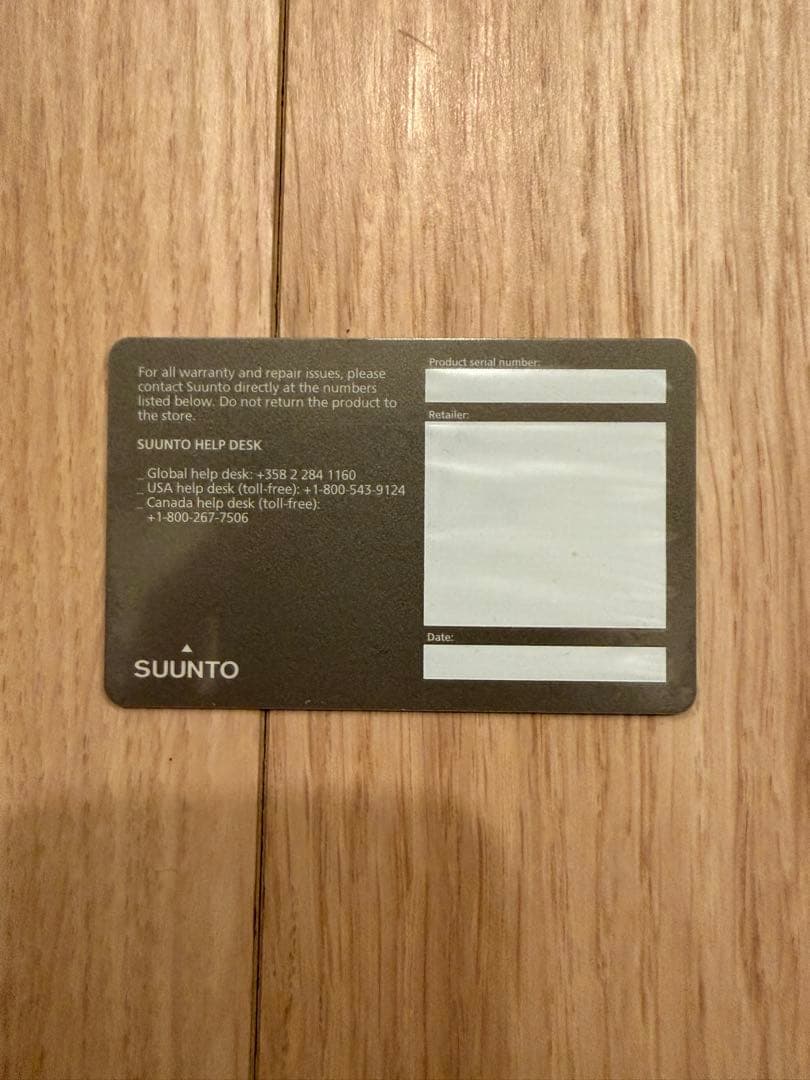 For all warranty and repair issues, please
contact Suunto directly at the numbers
listed below. Do not return the product to
the store.
SUUNTO HELP DESK
_ Global help desk: +358 2 284 1160
_ USA help desk (toll-free): +1-800-543-9124
_ Canada help desk (toll-free):
+1-800-267-7506
SUUNTO
Product serial number:
Retailer:
Date: